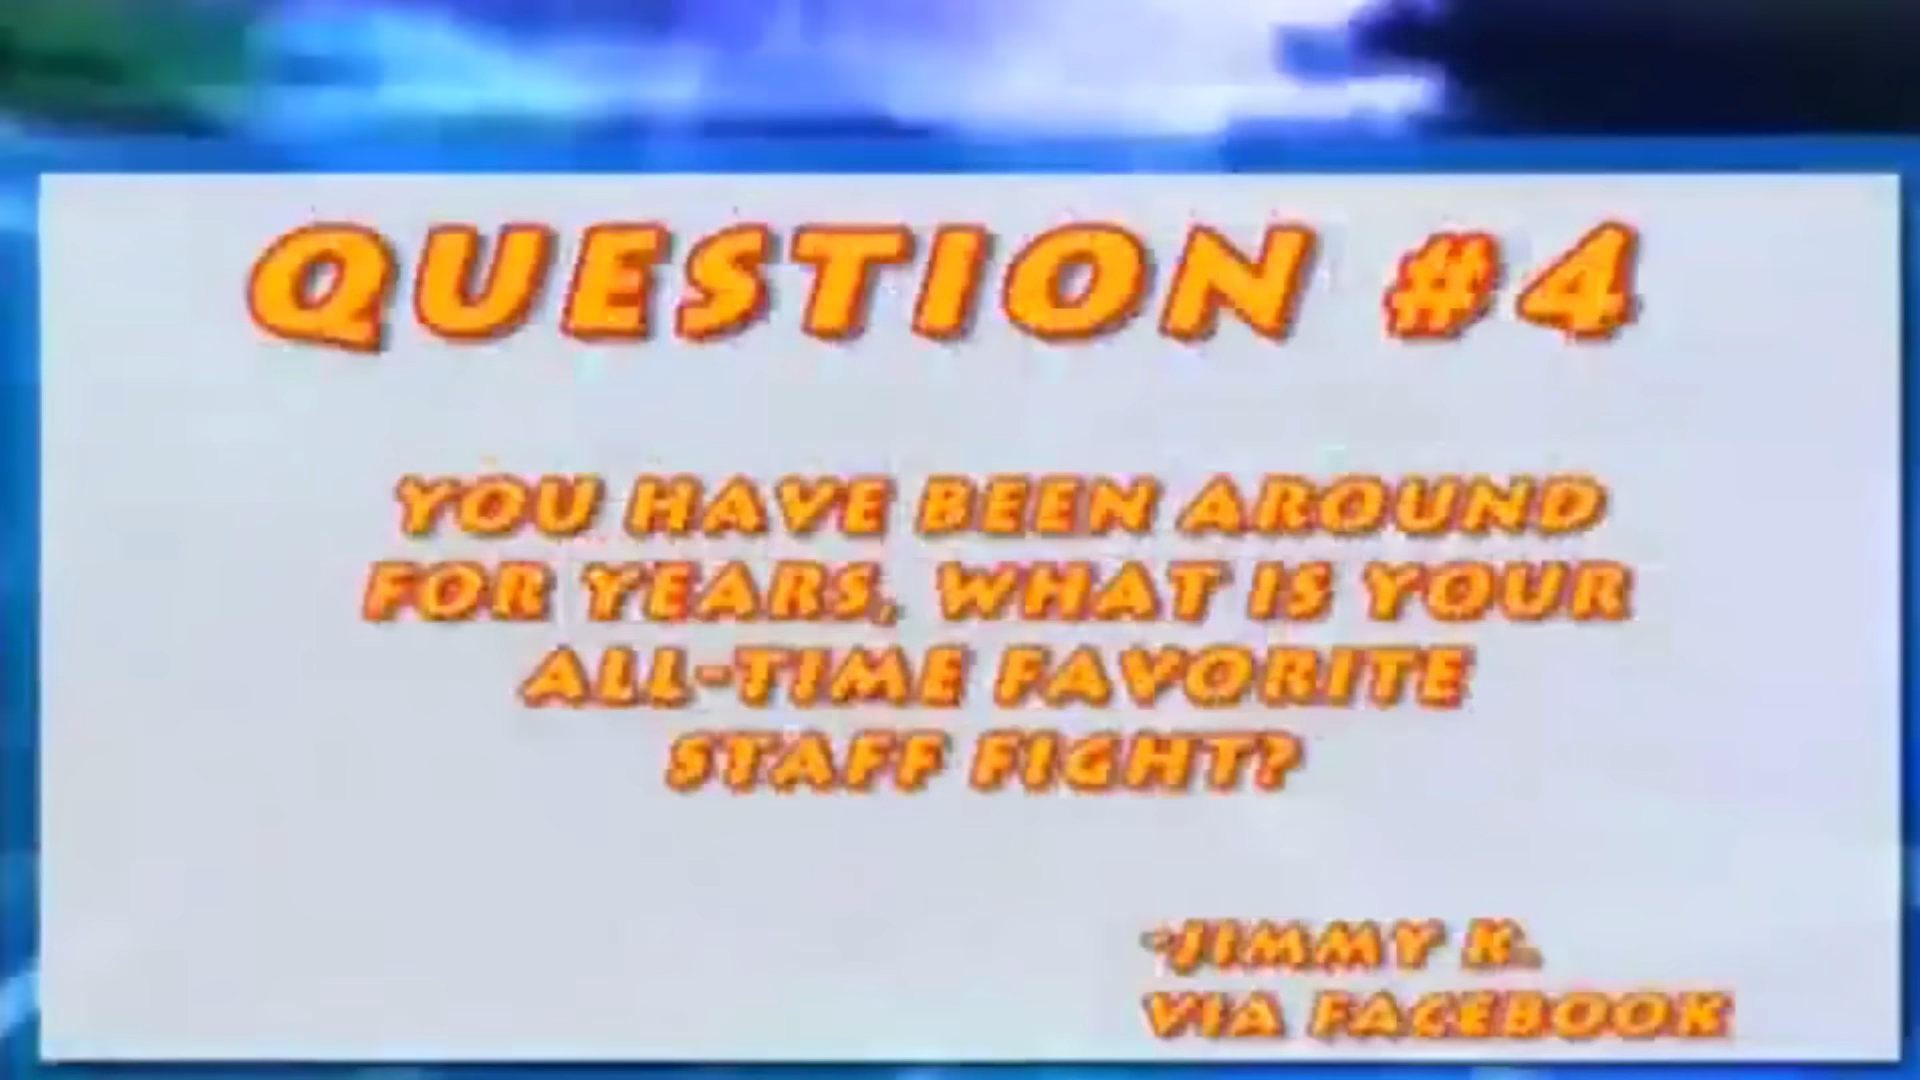 QUESTION #4
YOU HAVE BEEN AROUND
FOR YEARS, WHAT IS YOUR
ALL-TIME FAVORITE
STAFF FIGHT?
-JIMMY K.
VIA FACEBOOK